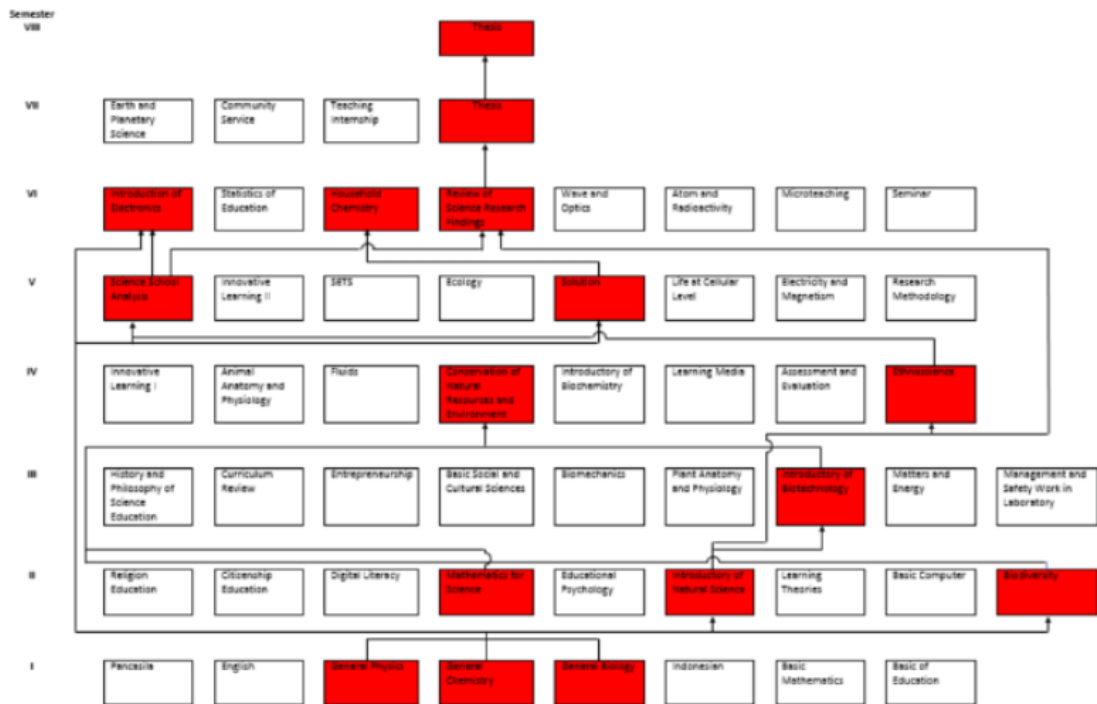 Semester
VIII
Thesis
VII
Earth and
Planetary
Science
Community
Service
Teaching
Internship
Thesis
VI
Introduction of
Electronics
Statistics of
Education
Household
Chemistry
Review of
Science Research
Findings
Wave and
Optics
Atom and
Radioactivity
Microteaching
Seminar
V
Science School
Analysis
Innovative
Learning II
SETS
Ecology
Solution
Life at Cellular
Level
Electricity and
Magnetism
Research
Methodology
IV
Innovative
Learning I
Animal
Anatomy and
Physiology
Fluids
Conservation of
Natural
Resources and
Environment
Introductory of
Biochemistry
Learning Media
Assessment and
Evaluation
Ethnoscience
III
History and
Philosophy of
Science
Education
Curriculum
Review
Entrepreneurship
Basic Social and
Cultural Sciences
Biomechanics
Plant Anatomy
and Physiology
Introductory of
Biotechnology
Matters and
Energy
Management and
Safety Work in
Laboratory
II
Religion
Education
Citizenship
Education
Digital Literacy
Mathematics for
Science
Educational
Psychology
Introductory of
Natural Science
Learning
Theories
Basic Computer
Biodiversity
I
Pancasila
English
General Physics
General
Chemistry
General Biology
Indonesian
Basic
Mathematics
Basic of
Education